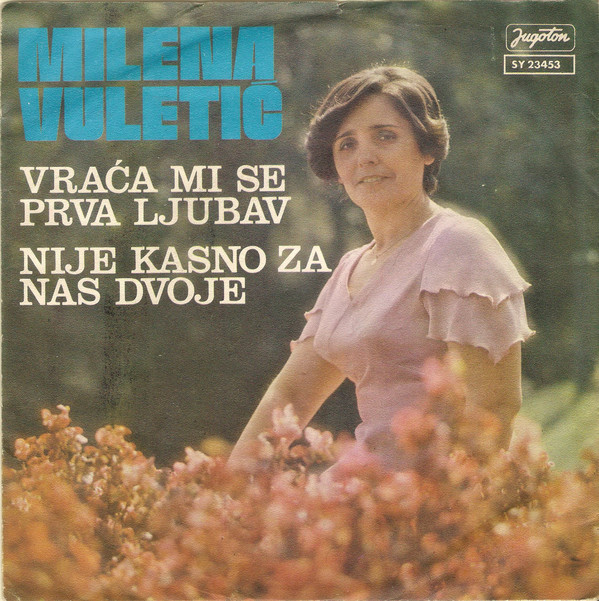 MILENA
VULETIĆ
Jugoton
SY 23453
VRAĆA MI SE
PRVA LJUBAV
NIJE KASNO ZA
NAS DVOJE